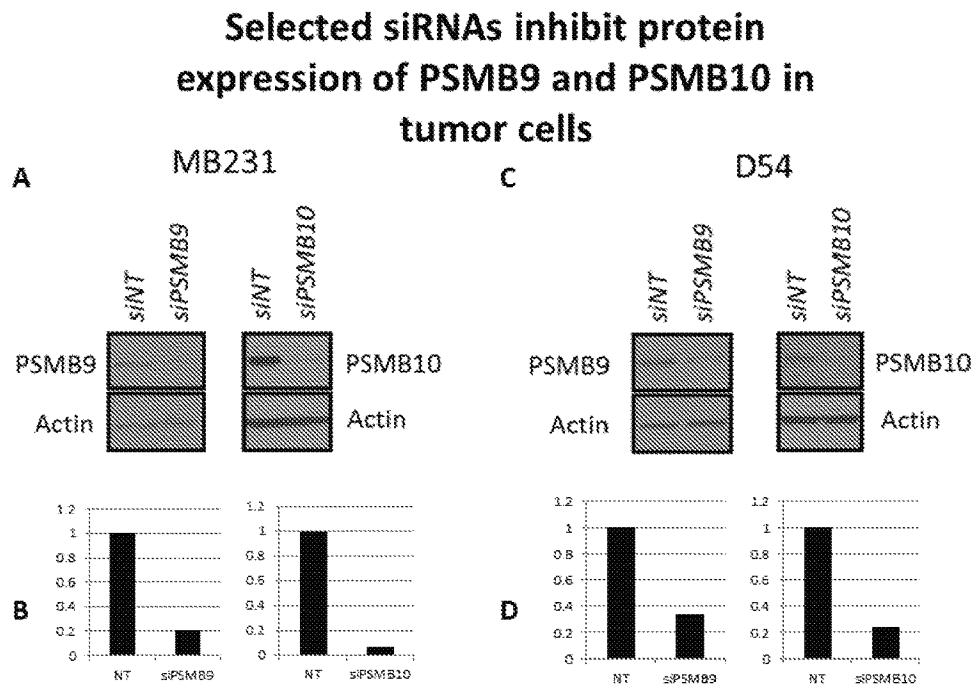 Selected siRNAs inhibit protein
expression of PSMB9 and PSMB10 in
tumor cells
A
MB231
siNT
siPSMB9
siNT
siPSMB10
PSMB9
PSMB10
Actin
Actin
C
D54
siNT
siPSMB9
siNT
siPSMB10
PSMB9
PSMB10
Actin
Actin
B
1.2
1
0.8
0.6
0.4
0.2
0
NT
siPSMB9
1.2
1
0.8
0.6
0.4
0.2
0
NT
siPSMB10
D
1.2
1
0.8
0.6
0.4
0.2
0
NT
siPSMB9
1.2
1
0.8
0.6
0.4
0.2
0
NT
siPSMB10